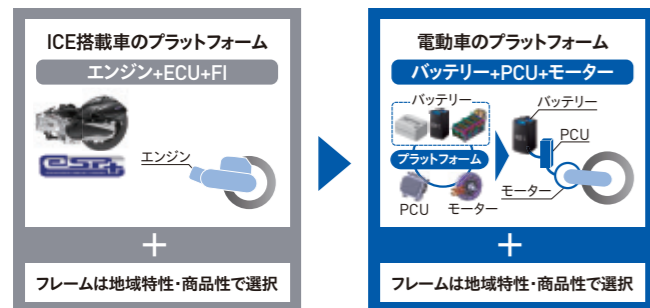 ICE搭載車のプラットフォーム
エンジン+ECU+FI
eSP+
エンジン
+
フレームは地域特性・商品性で選択
電動車のプラットフォーム
バッテリー+PCU+モーター
バッテリー
プラットフォーム
PCU
モーター
バッテリー
PCU
モーター
+
フレームは地域特性・商品性で選択